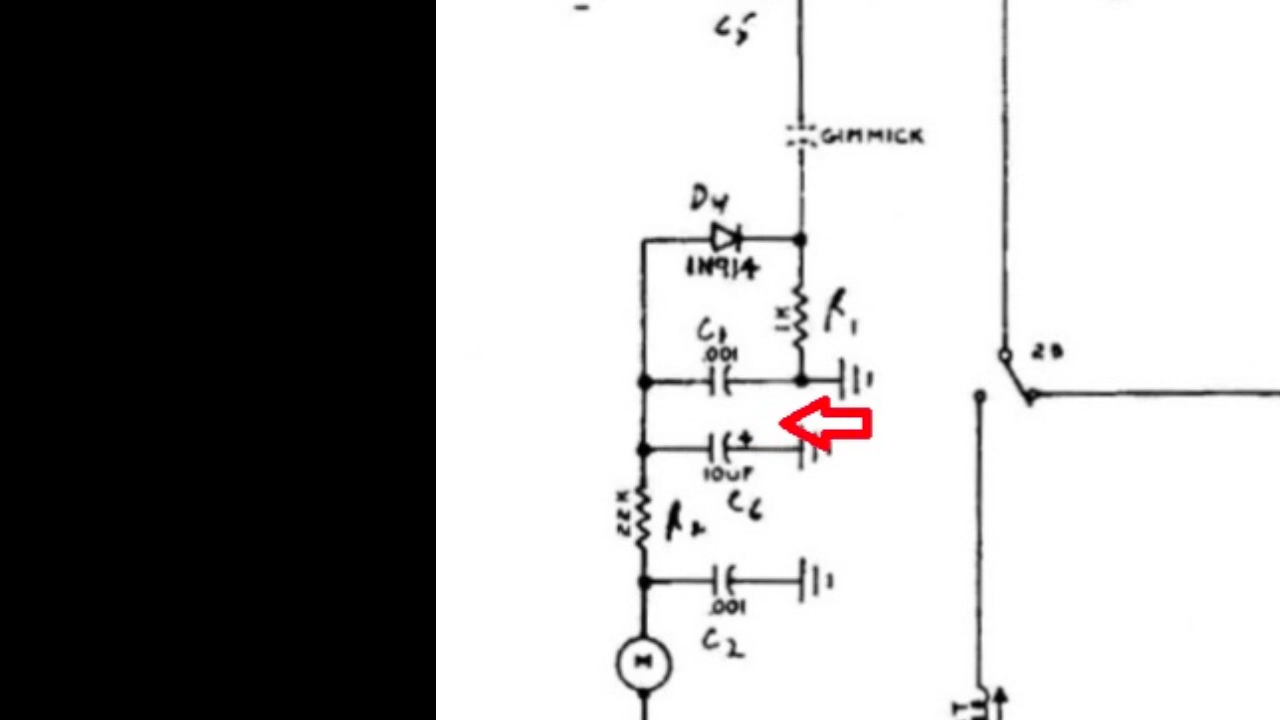 C5
GIMMICK
D4
1N914
1K
R1
C1
.001
2B
+
10UF
C6
22K
R2
.001
C2
M